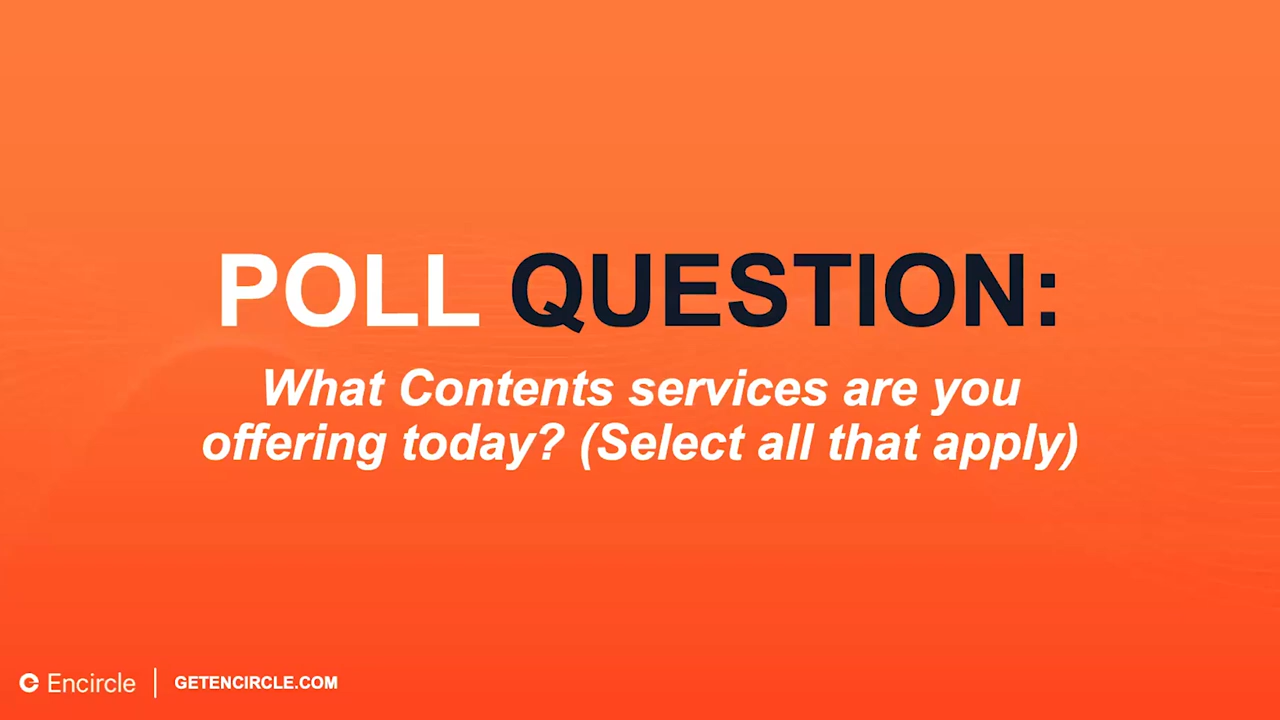 POLL QUESTION:
What Contents services are you
offering today? (Select all that apply)
Encircle | GETENCIRCLE.COM